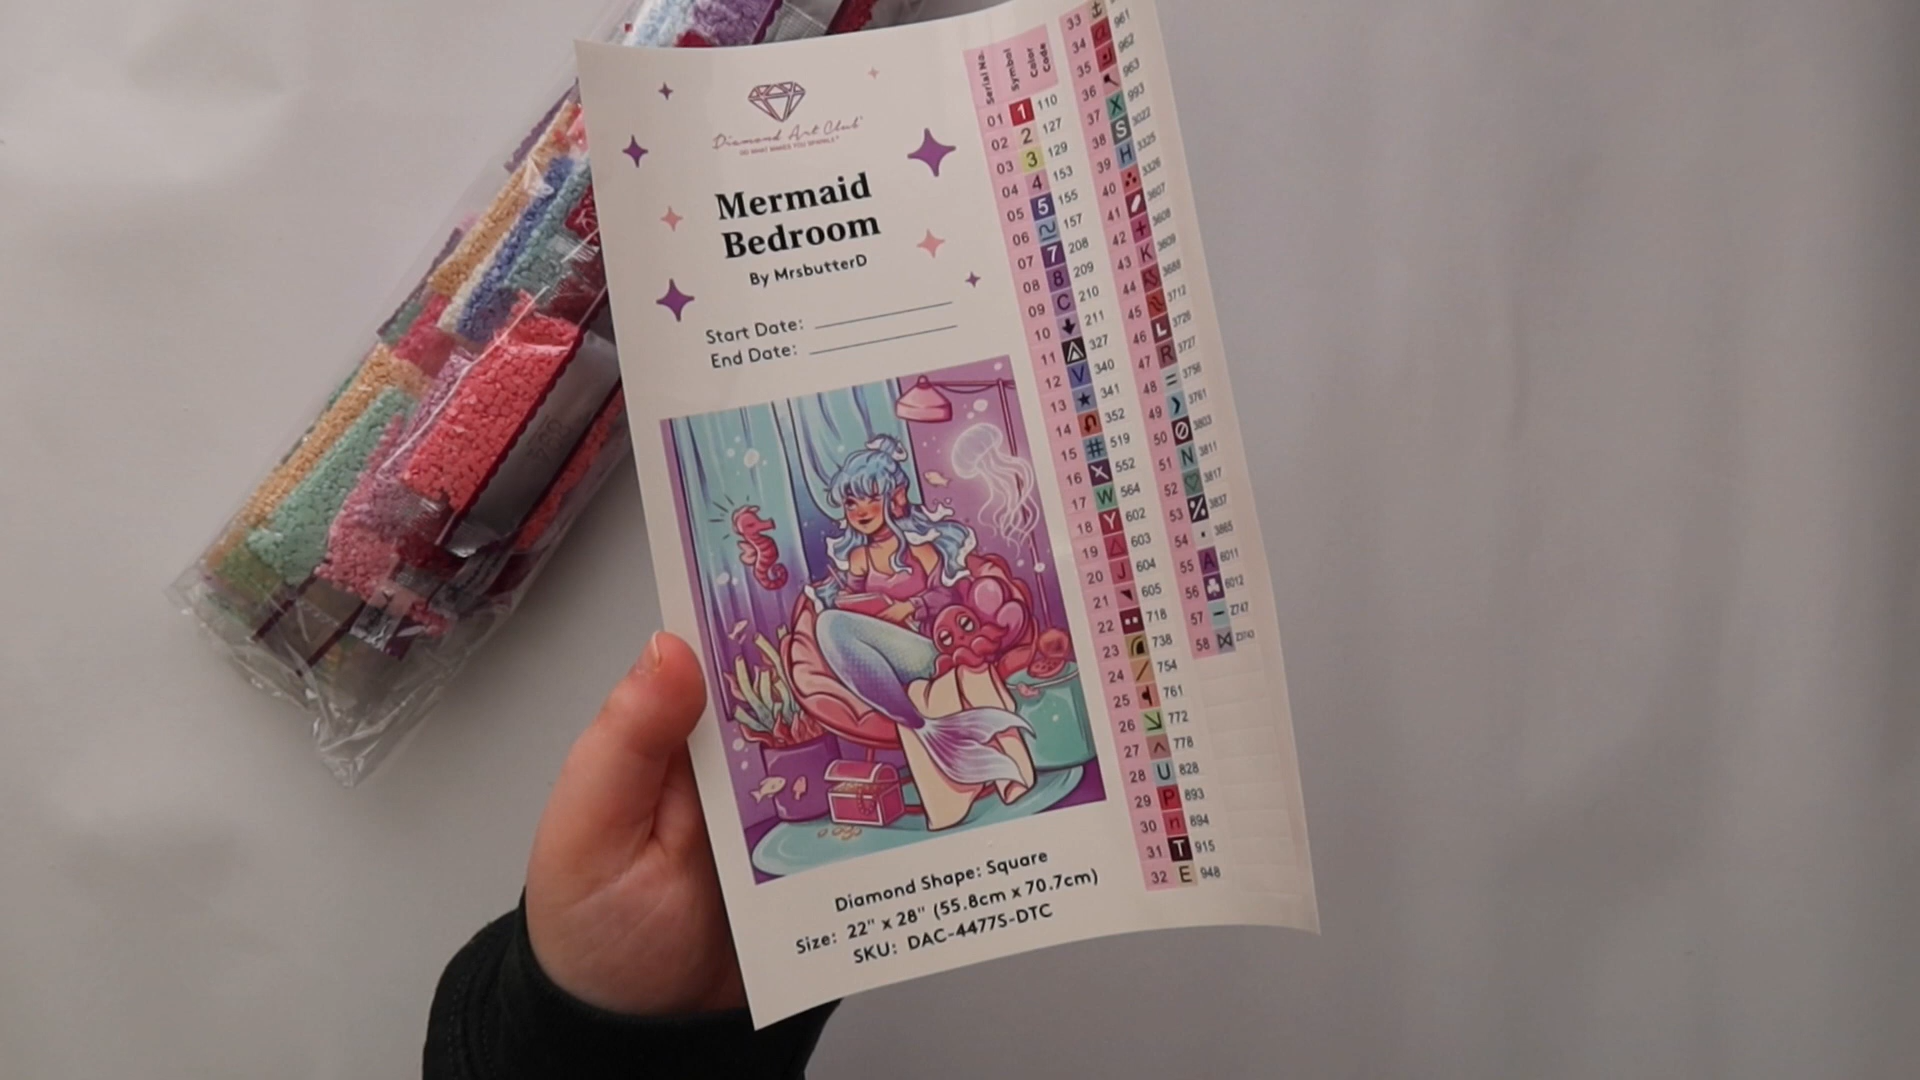 Diamond Art Club
DO WHAT MAKES YOU SPARKLE
Mermaid
Bedroom
By MrsbutterD
Start Date:
End Date:
Diamond Shape: Square
Size: 22" x 28" (55.8cm x 70.7cm)
SKU: DAC-4477S-DTC
Serial No. Symbol Color Code
01 1 110
02 2 127
03 3 129
04 4 153
05 5 155
06 157
07 7 208
08 8 209
09 C 210
10 211
11 327
12 V 340
13 ★ 341
14 352
15 # 519
16 552
17 W 564
18 Y 602
19 △ 603
20 J 604
21 605
22 718
23 738
24 / 754
25 761
26 772
27 ^ 778
28 U 828
29 P 893
30 n 894
31 T 915
32 E 948
33 ±
34 a 961
35 962
36 963
37 X 993
38 S 3022
39 H 3325
40 3326
41 3607
42 + 3608
43 K 3609
44 3688
45 3712
46 L 3726
47 R 3727
48 = 3756
49 3761
50 3803
51 N 3811
52 ♡ 3817
53 3837
54 3865
55 A 6011
56 ♣ 6012
57 − Z747
58 ⋈